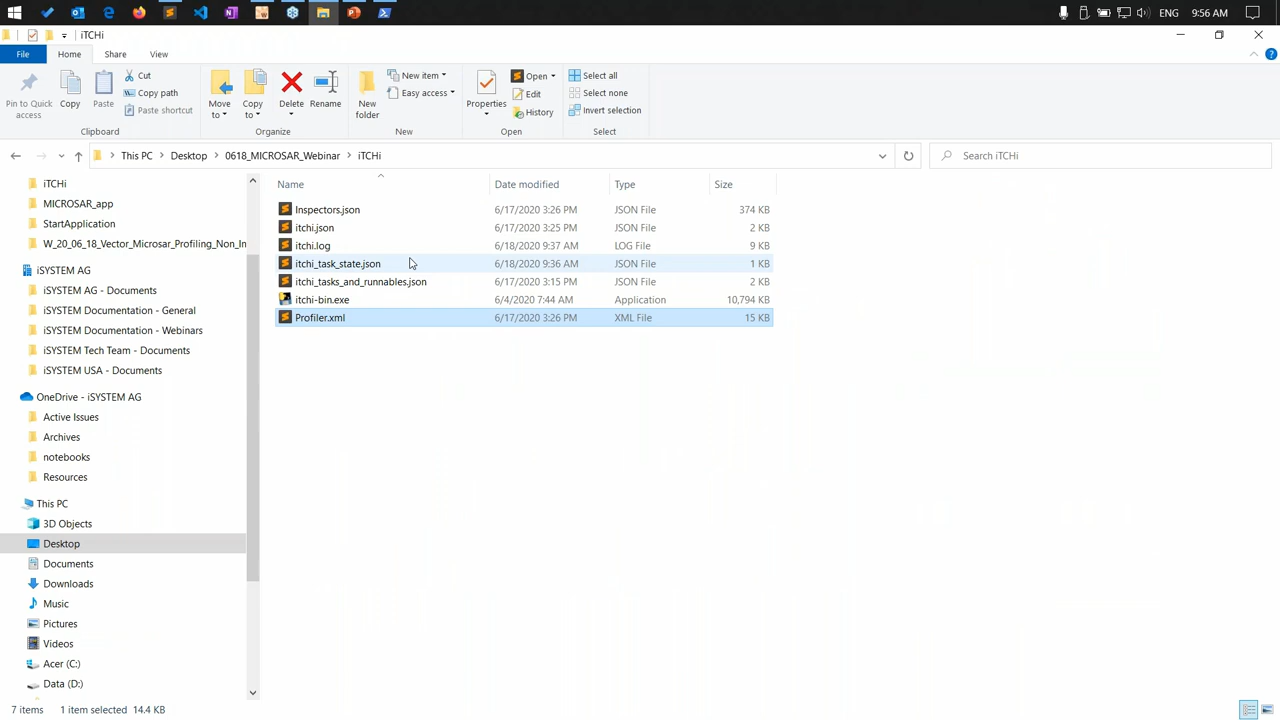 ENG
9:56 AM
iTCHi
File
Home
Share
View
Pin to Quick
access
Copy
Paste
Cut
Copy path
Paste shortcut
Clipboard
Move
to
Copy
to
Delete
Rename
Organize
New
folder
New item
Easy access
New
Properties
Open
Edit
History
Open
Select all
Select none
Invert selection
Select
This PC
Desktop
0618_MICROSAR_Webinar
iTCHi
Search iTCHi
iTCHi
MICROSAR_app
StartApplication
W_20_06_18_Vector_Microsar_Profiling_Non_In
iSYSTEM AG
iSYSTEM AG - Documents
iSYSTEM Documentation - General
iSYSTEM Documentation - Webinars
iSYSTEM Tech Team - Documents
iSYSTEM USA - Documents
OneDrive - iSYSTEM AG
Active Issues
Archives
notebooks
Resources
This PC
3D Objects
Desktop
Documents
Downloads
Music
Pictures
Videos
Acer (C:)
Data (D:)
Name Date modified Type Size
Inspectors.json 6/17/2020 3:26 PM JSON File 374 KB
itchi.json 6/17/2020 3:25 PM JSON File 2 KB
itchi.log 6/18/2020 9:37 AM LOG File 9 KB
itchi_task_state.json 6/18/2020 9:36 AM JSON File 1 KB
itchi_tasks_and_runnables.json 6/17/2020 3:15 PM JSON File 2 KB
itchi-bin.exe 6/4/2020 7:44 AM Application 10,794 KB
Profiler.xml 6/17/2020 3:26 PM XML File 15 KB
7 items 1 item selected 14.4 KB